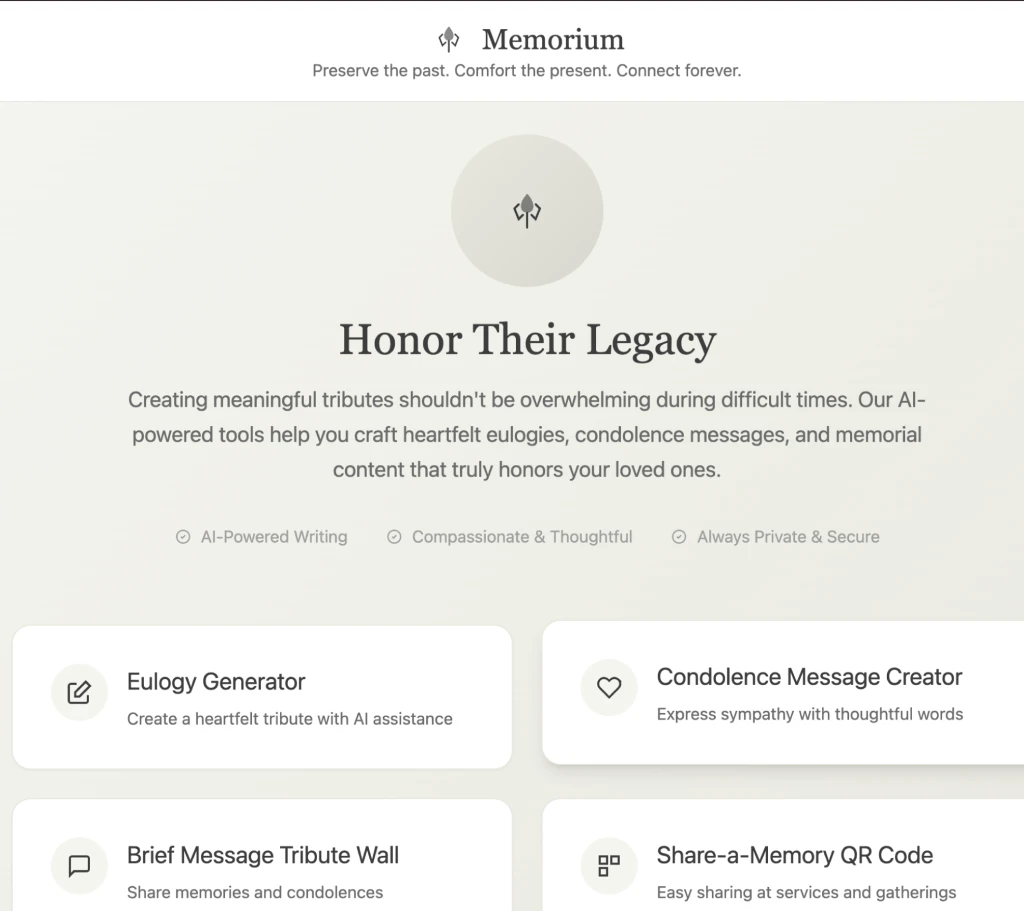 Memorium
Preserve the past. Comfort the present. Connect forever.
Honor Their Legacy
Creating meaningful tributes shouldn't be overwhelming during difficult times. Our AI-
powered tools help you craft heartfelt eulogies, condolence messages, and memorial
content that truly honors your loved ones.
AI-Powered Writing
Compassionate & Thoughtful
Always Private & Secure
Eulogy Generator
Create a heartfelt tribute with AI assistance
Condolence Message Creator
Express sympathy with thoughtful words
Brief Message Tribute Wall
Share memories and condolences
Share-a-Memory QR Code
Easy sharing at services and gatherings